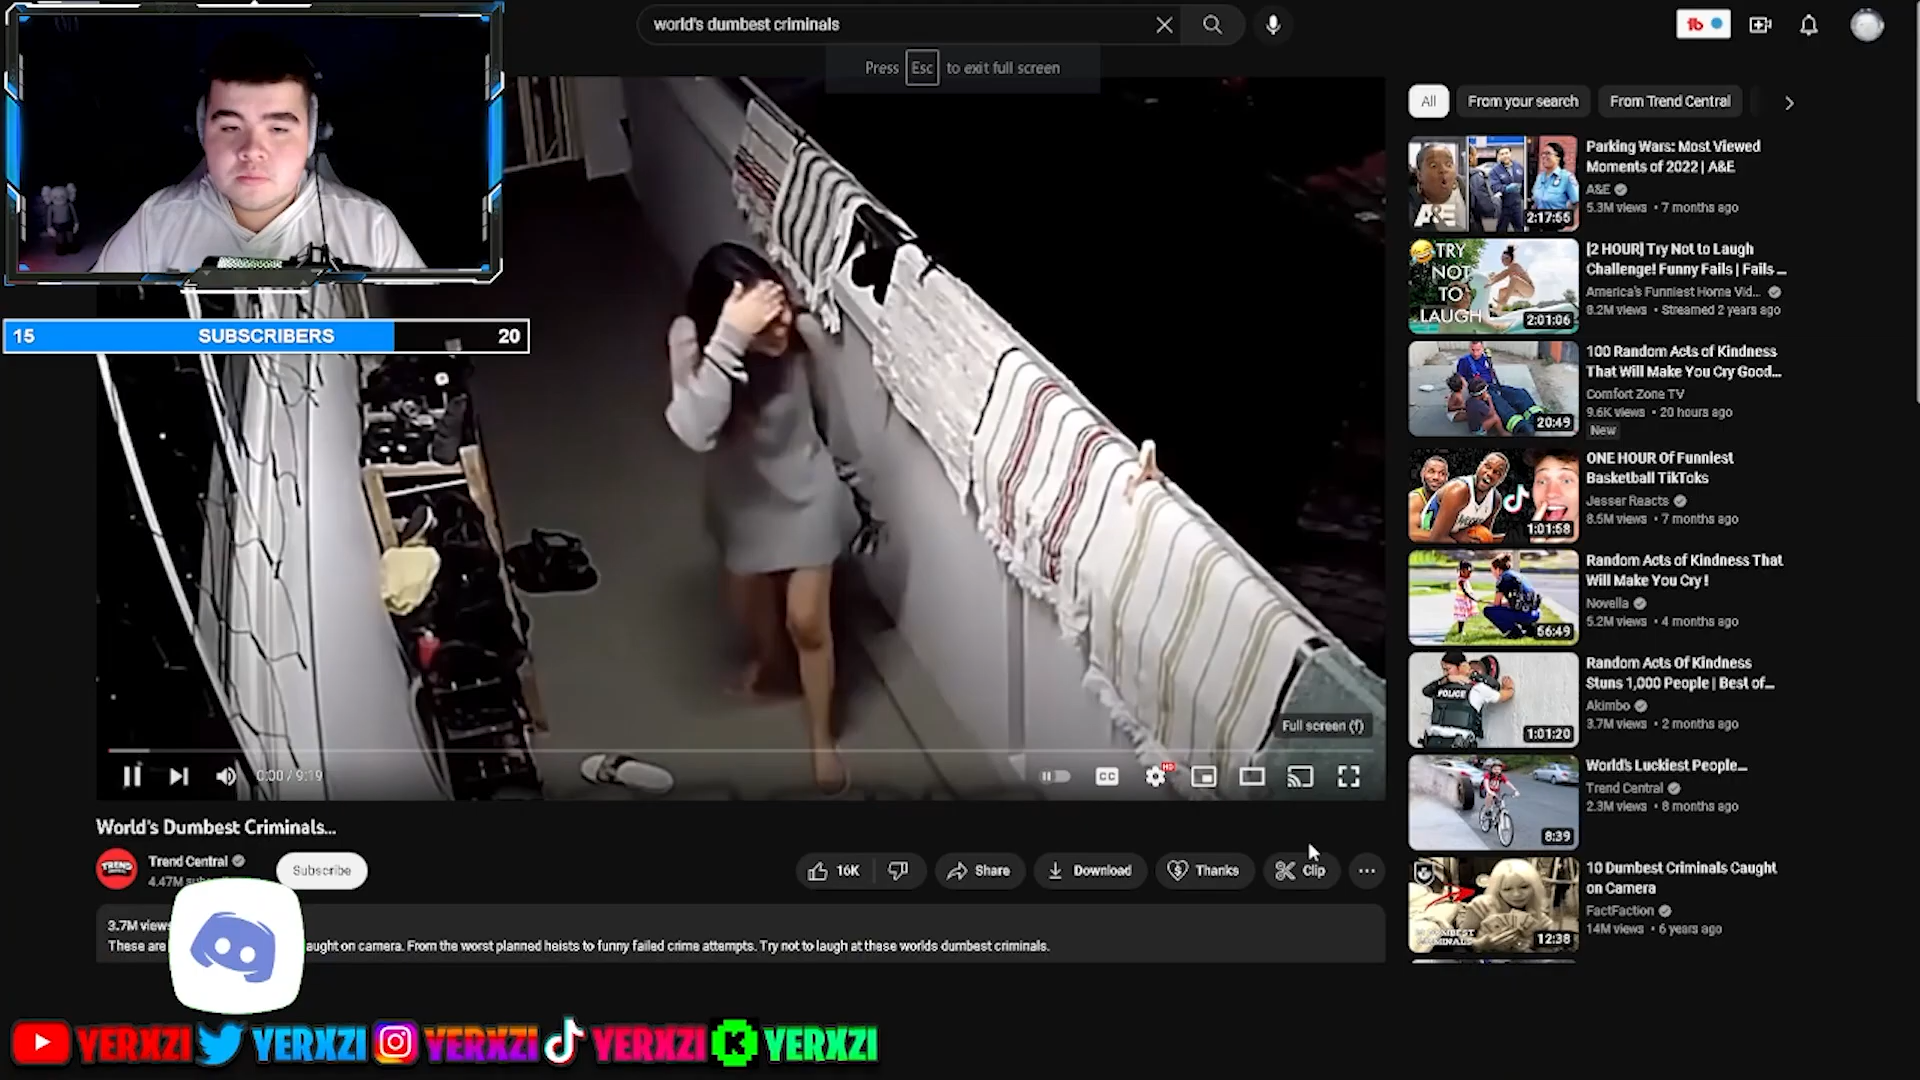 world's dumbest criminals
Press Esc to exit full screen
15 SUBSCRIBERS 20
Full screen (f)
0:00 / 9:19
CC
HD
World's Dumbest Criminals...
TREND
Trend Central
4.47M
Subscribe
16K
Share
Download
Thanks
Clip
3.7M views
These are
aught on camera. From the worst planned heists to funny failed crime attempts. Try not to laugh at these worlds dumbest criminals.
YERXZI YERXZI YERXZI YERXZI K YERXZI
All
From your search
From Trend Central
A&E
2:17:55
Parking Wars: Most Viewed
Moments of 2022 | A&E
A&E
5.3M views • 7 months ago
TRY
NOT
TO
LAUGH
2:01:06
[2 HOUR] Try Not to Laugh
Challenge! Funny Fails | Fails ...
America's Funniest Home Vid...
8.2M views • Streamed 2 years ago
20:49
100 Random Acts of Kindness
That Will Make You Cry Good...
Comfort Zone TV
9.6K views • 20 hours ago
New
1:01:58
ONE HOUR Of Funniest
Basketball TikToks
Jesser Reacts
8.5M views • 7 months ago
56:49
Random Acts of Kindness That
Will Make You Cry !
Novella
5.2M views • 4 months ago
POLICE
1:01:20
Random Acts Of Kindness
Stuns 1,000 People | Best of...
Akimbo
3.7M views • 2 months ago
8:39
World's Luckiest People...
Trend Central
2.3M views • 8 months ago
12:38
10 Dumbest Criminals Caught
on Camera
FactFaction
14M views • 6 years ago